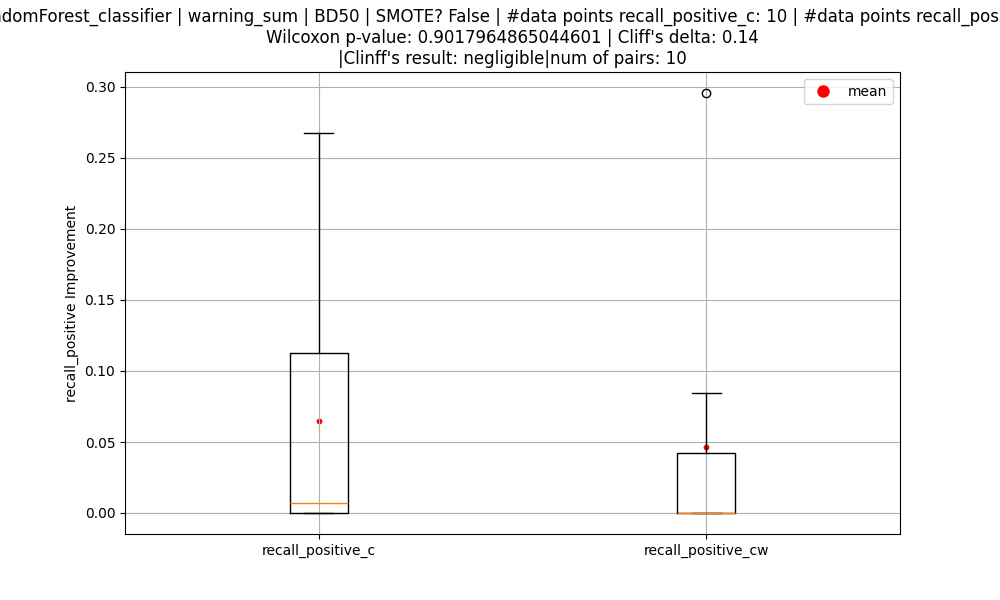 ndomForest_classifier | warning_sum | BD50 | SMOTE? False | #data points recall_positive_c: 10 | #data points recall_pos
Wilcoxon p-value: 0.9017964865044601 | Cliff's delta: 0.14
|Clinff's result: negligible|num of pairs: 10
mean
0.30
0.25
0.20
0.15
0.10
0.05
0.00
recall_positive Improvement
recall_positive_c
recall_positive_cw